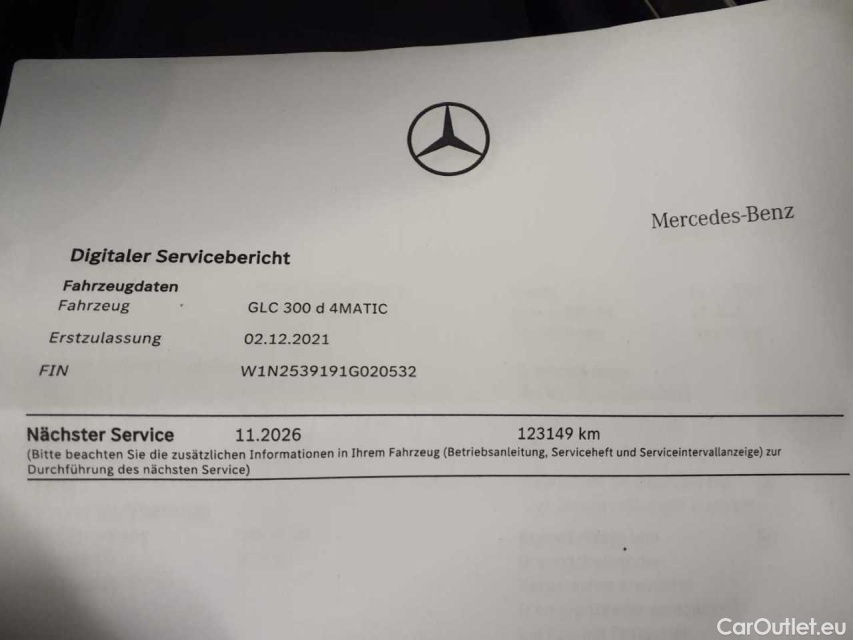 Mercedes-Benz
Digitaler Servicebericht
Fahrzeugdaten
Fahrzeug GLC 300 d 4MATIC
Erstzulassung 02.12.2021
FIN W1N2539191G020532
Nächster Service 11.2026 123149 km
(Bitte beachten Sie die zusätzlichen Informationen in Ihrem Fahrzeug (Betriebsanleitung, Serviceheft und Serviceintervallanzeige) zur
Durchführung des nächsten Service)
CarOutlet.eu